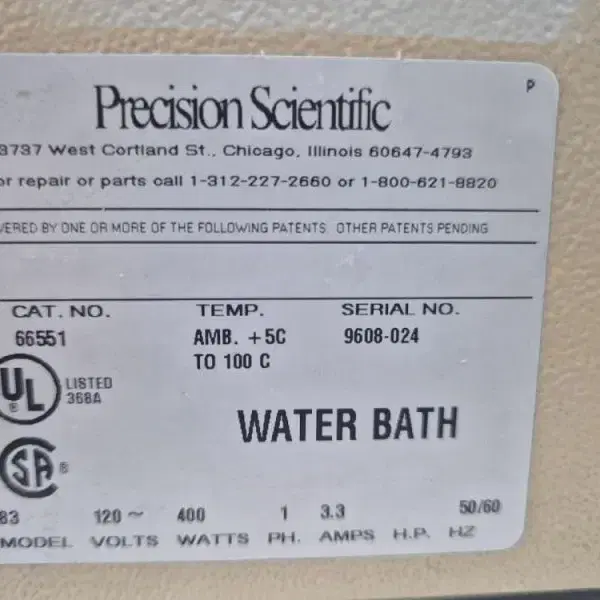 P
Precision Scientific
3737 West Cortland St., Chicago, Illinois 60647-4793
or repair or parts call 1-312-227-2660 or 1-800-621-8820
VERED BY ONE OR MORE OF THE FOLLOWING PATENTS. OTHER PATENTS PENDING
CAT. NO. TEMP. SERIAL NO.
66551 AMB. +5C 9608-024
TO 100 C
UL® LISTED
368A
WATER BATH
SA®
83 120~ 400 1 3.3 50/60
MODEL VOLTS WATTS PH. AMPS H.P. HZ